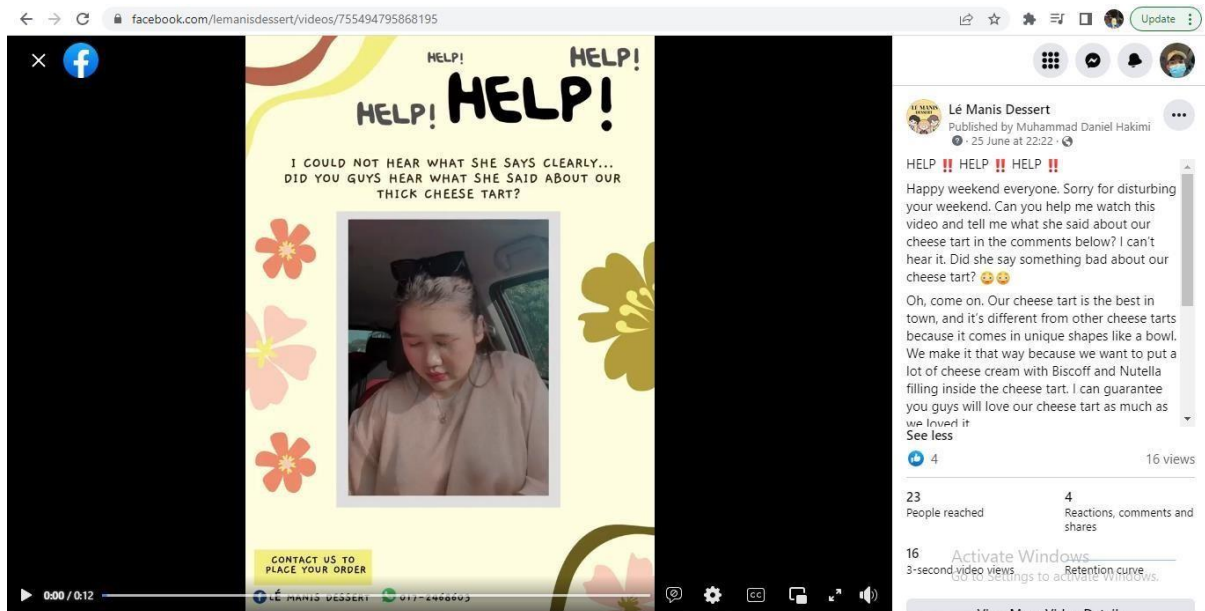 facebook.com/lemanisdessert/videos/755494795868195
Update
HELP!
HELP!
HELP!
HELP!
I COULD NOT HEAR WHAT SHE SAYS CLEARLY...
DID YOU GUYS HEAR WHAT SHE SAID ABOUT OUR
THICK CHEESE TART?
CONTACT US TO
PLACE YOUR ORDER
LÉ MANIS DESSERT 017-2468603
0:00 / 0:12
CC
LÉ MANIS
DESSERT
Lé Manis Dessert
Published by Muhammad Daniel Hakimi
· 25 June at 22:22 ·
HELP ‼️ HELP ‼️ HELP ‼️
Happy weekend everyone. Sorry for disturbing
your weekend. Can you help me watch this
video and tell me what she said about our
cheese tart in the comments below? I can't
hear it. Did she say something bad about our
cheese tart? 😳😳
Oh, come on. Our cheese tart is the best in
town, and it's different from other cheese tarts
because it comes in unique shapes like a bowl.
We make it that way because we want to put a
lot of cheese cream with Biscoff and Nutella
filling inside the cheese tart. I can guarantee
you guys will love our cheese tart as much as
we loved it
See less
4
16 views
23
People reached
4
Reactions, comments and
shares
16
3-second video views
Retention curve
Activate Windows
Go to Settings to activate Windows.